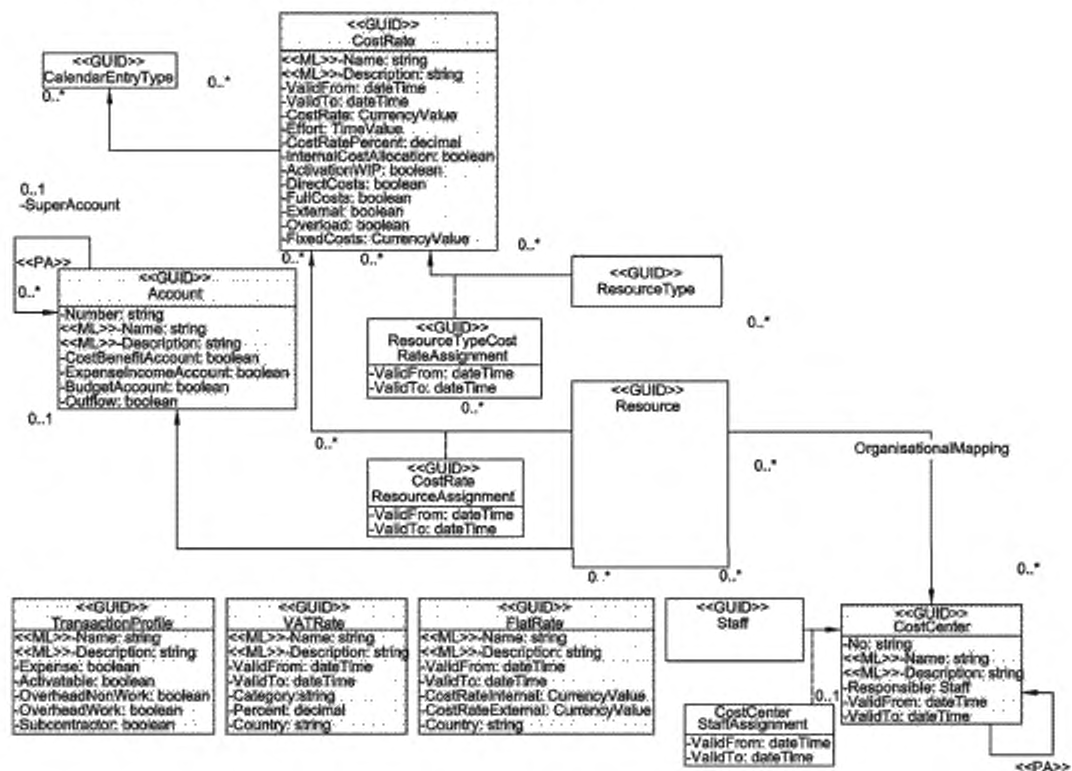 <<GUID>>
CostRate
<<ML>>-Name: string
<<ML>>-Description: string
-ValidFrom: dateTime
-ValidTo: dateTime
-CostRate: CurrencyValue
-Effort: TimeValue
-CostRatePercent: decimal
-InternalCostAllocation: boolean
-ActivationWIP: boolean
-DirectCosts: boolean
-FullCosts: boolean
-External: boolean
-Overload: boolean
-FixedCosts: CurrencyValue
<<GUID>>
CalendarEntryType
0..*
0..*
0..1
-SuperAccount
<<PA>>
0..*
<<GUID>>
Account
-Number: string
<<ML>>-Name: string
<<ML>>-Description: string
-CostBenefitAccount: boolean
-ExpenseIncomeAccount: boolean
-BudgetAccount: boolean
-Outflow: boolean
0..1
0..*
0..*
0..*
<<GUID>>
ResourceType
0..*
<<GUID>>
ResourceTypeCost
RateAssignment
-ValidFrom: dateTime
-ValidTo: dateTime
0..*
<<GUID>>
Resource
0..*
<<GUID>>
CostRate
ResourceAssignment
-ValidFrom: dateTime
-ValidTo: dateTime
OrganisationalMapping
0..*
0..*
0..*
0..*
<<GUID>>
TransactionProfile
<<ML>>-Name: string
<<ML>>-Description: string
-Expense: boolean
-Activatable: boolean
-OverheadNonWork: boolean
-OverheadWork: boolean
-Subcontractor: boolean
<<GUID>>
VATRate
<<ML>>-Name: string
<<ML>>-Description: string
-ValidFrom: dateTime
-ValidTo: dateTime
-Category:string
-Percent: decimal
-Country: string
<<GUID>>
FlatRate
<<ML>>-Name: string
<<ML>>-Description: string
-ValidFrom: dateTime
-ValidTo: dateTime
-CostRateInternal: CurrencyValue
-CostRateExternal: CurrencyValue
-Country: string
<<GUID>>
Staff
<<GUID>>
CostCenter
-No: string
<<ML>>-Name: string
<<ML>>-Description: string
-Responsible: Staff
-ValidFrom: dateTime
-ValidTo: dateTime
0..1
CostCenter
StaffAssignment
-ValidFrom: dateTime
-ValidTo: dateTime
<<PA>>